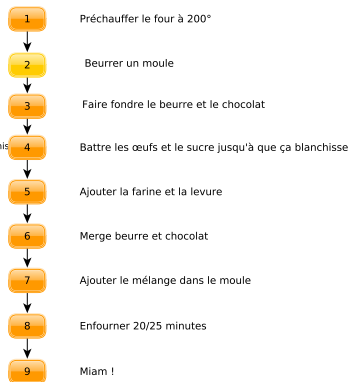 1 Préchauffer le four à 200°
2 Beurrer un moule
3 Faire fondre le beurre et le chocolat
4 Battre les œufs et le sucre jusqu'à que ça blanchisse
5 Ajouter la farine et la levure
6 Merge beurre et chocolat
7 Ajouter le mélange dans le moule
8 Enfourner 20/25 minutes
9 Miam !